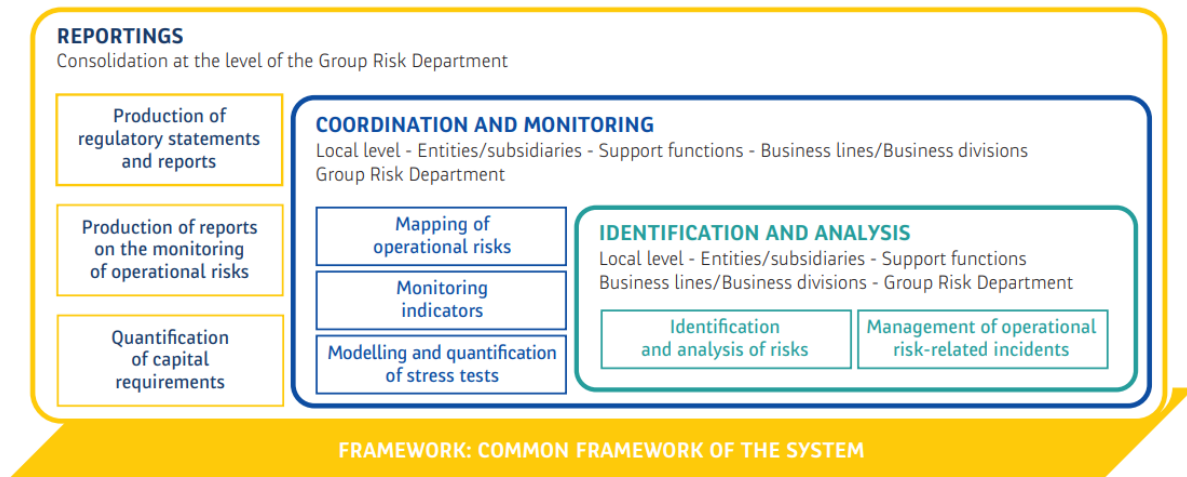 REPORTINGS
Consolidation at the level of the Group Risk Department
Production of
regulatory statements
and reports
Production of reports
on the monitoring
of operational risks
Quantification
of capital
requirements
COORDINATION AND MONITORING
Local level - Entities/subsidiaries - Support functions - Business lines/Business divisions
Group Risk Department
Mapping of
operational risks
Monitoring
indicators
Modelling and quantification
of stress tests
IDENTIFICATION AND ANALYSIS
Local level - Entities/subsidiaries - Support functions
Business lines/Business divisions - Group Risk Department
Identification
and analysis of risks
Management of operational
risk-related incidents
FRAMEWORK: COMMON FRAMEWORK OF THE SYSTEM